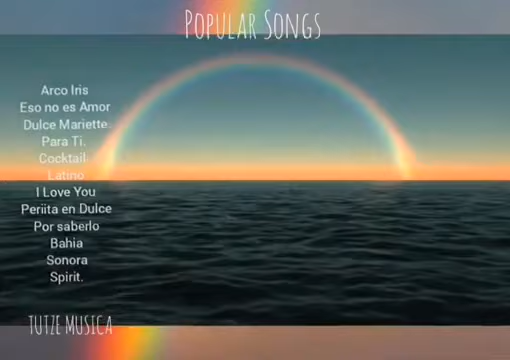 Popular Songs
Arco Iris
Eso no es Amor
Dulce Mariette.
Para Ti.
Cocktail
Latino
I Love You
Periita en Dulce
Por saberlo
Bahia
Sonora
Spirit.
TUTZE MUSICA